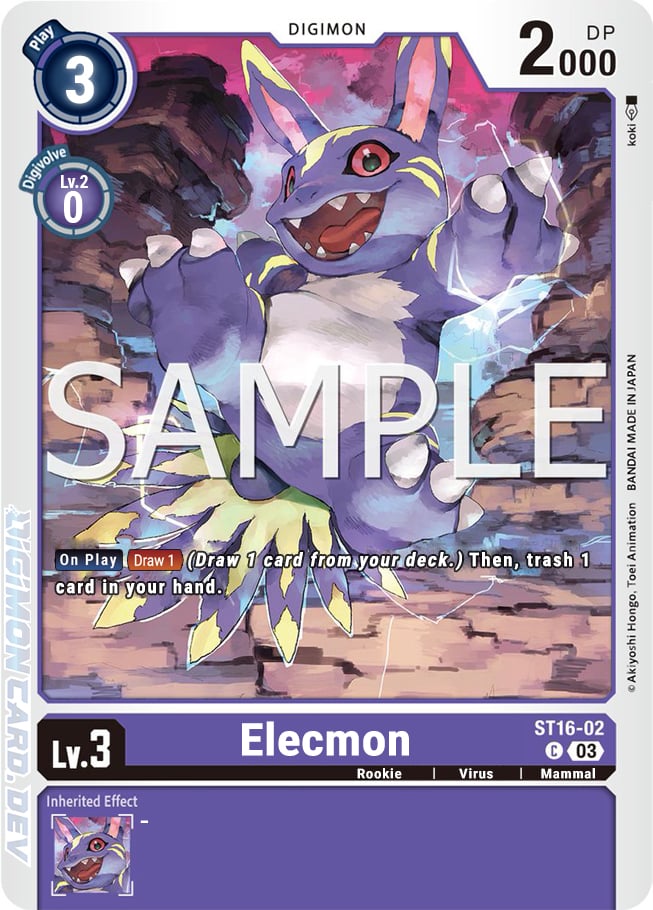 Play
3
DIGIMON
2000
DP
Digivolve
Lv.2
0
koki
SAMPLE
On Play Draw 1 (Draw 1 card from your deck.) Then, trash 1
card in your hand.
© Akiyoshi Hongo, Toei Animation BANDAI MADE IN JAPAN
DIGIMONCARD.DEV
Lv.3
Elecmon
ST16-02
C 03
Rookie | Virus | Mammal
Inherited Effect
-